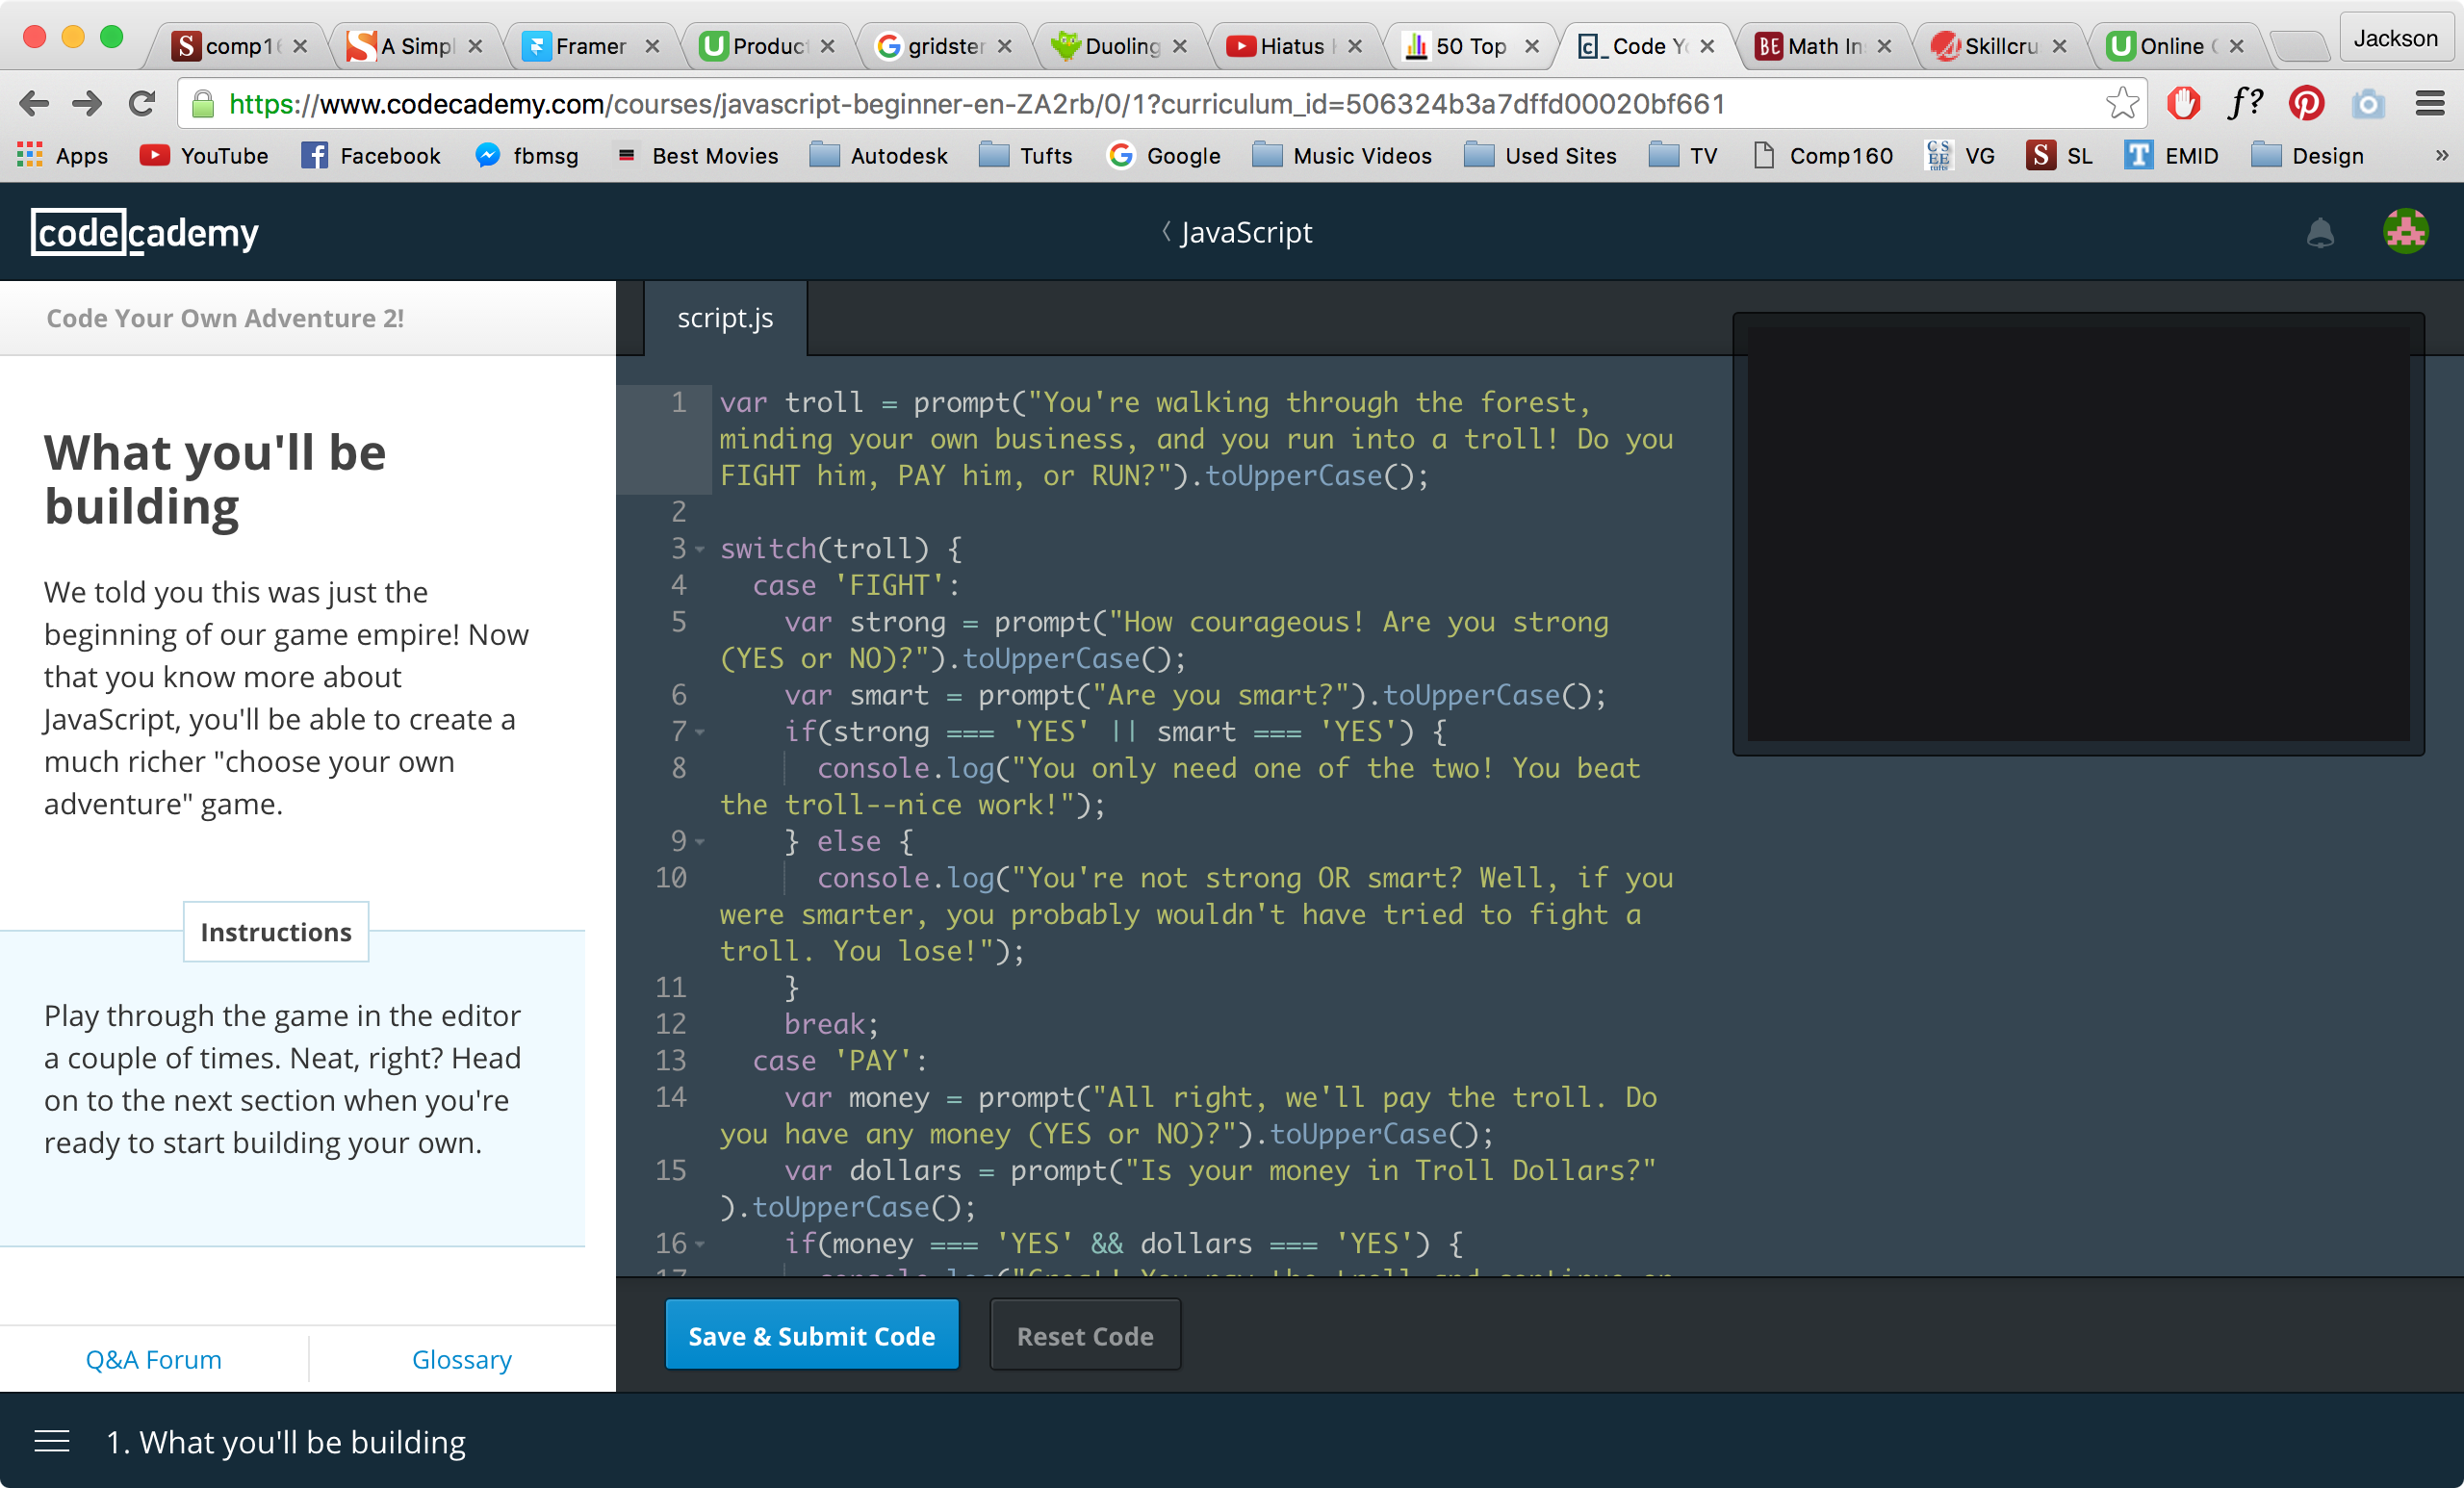 comp1
A Simpl
Framer
Produc
gridster
Duoling
Hiatus
50 Top
Code Yo
Math In
Skillcru
Online
Jackson
https://www.codecademy.com/courses/javascript-beginner-en-ZA2rb/0/1?curriculum_id=506324b3a7dffd00020bf661
f?
Apps
YouTube
Facebook
fbmsg
Best Movies
Autodesk
Tufts
Google
Music Videos
Used Sites
TV
Comp160
VG
SL
EMID
Design
»
codecademy
JavaScript
Code Your Own Adventure 2!
What you'll be
building
We told you this was just the
beginning of our game empire! Now
that you know more about
JavaScript, you'll be able to create a
much richer "choose your own
adventure" game.
Instructions
Play through the game in the editor
a couple of times. Neat, right? Head
on to the next section when you're
ready to start building your own.
Q&A Forum
Glossary
script.js
1 var troll = prompt("You're walking through the forest,
minding your own business, and you run into a troll! Do you
FIGHT him, PAY him, or RUN?").toUpperCase();
2
3 switch(troll) {
4 case 'FIGHT':
5 var strong = prompt("How courageous! Are you strong
(YES or NO)?").toUpperCase();
6 var smart = prompt("Are you smart?").toUpperCase();
7 if(strong === 'YES' || smart === 'YES') {
8 console.log("You only need one of the two! You beat
the troll--nice work!");
9 } else {
10 console.log("You're not strong OR smart? Well, if you
were smarter, you probably wouldn't have tried to fight a
troll. You lose!");
11 }
12 break;
13 case 'PAY':
14 var money = prompt("All right, we'll pay the troll. Do
you have any money (YES or NO)?").toUpperCase();
15 var dollars = prompt("Is your money in Troll Dollars?"
).toUpperCase();
16 if(money === 'YES' && dollars === 'YES') {
17 console.log("Great! You pay the troll and continue on
Save & Submit Code
Reset Code
1. What you'll be building